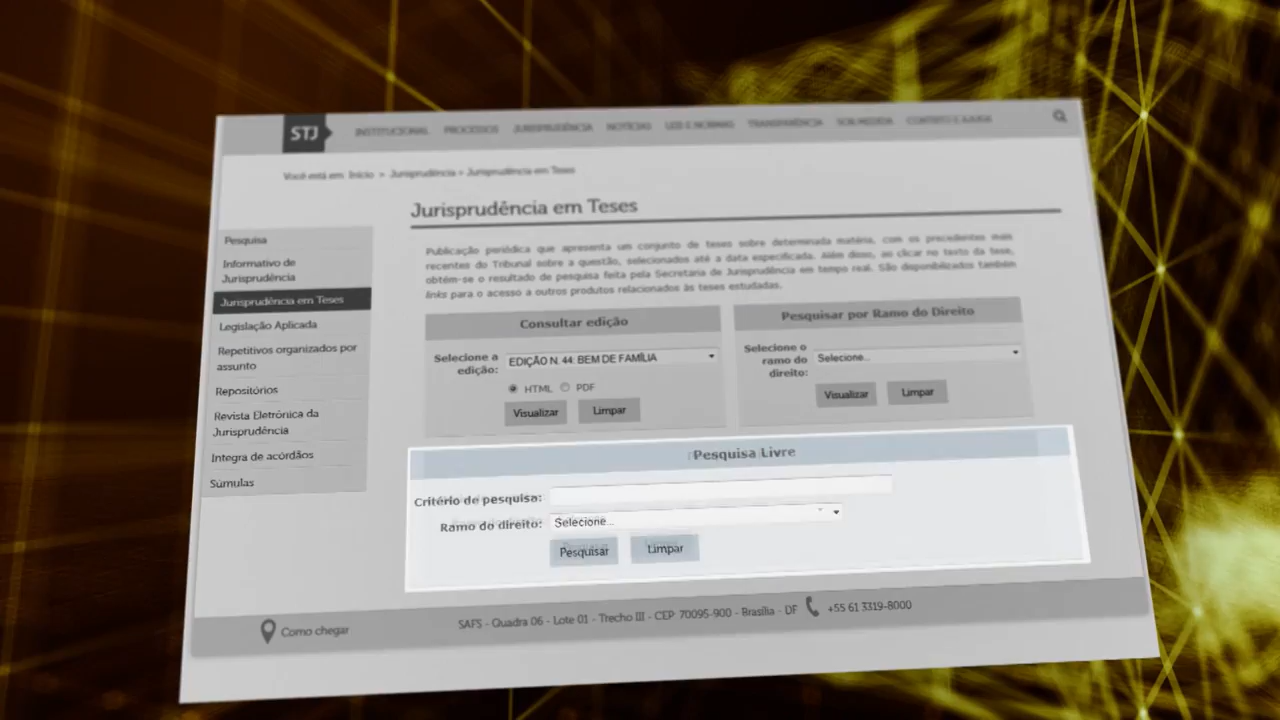 STJ
INSTITUCIONAL PROCESSOS JURISPRUDÊNCIA NOTÍCIAS LEIS E NORMAS TRANSPARÊNCIA SOB MEDIDA CONTATO E AJUDA
Você está em: Início > Jurisprudência > Jurisprudência em Teses
Jurisprudência em Teses
Publicação periódica que apresenta um conjunto de teses sobre determinada matéria, com os precedentes mais
recentes do Tribunal sobre a questão, selecionados até a data especificada. Além disso, ao clicar no texto da tese,
obtém-se o resultado de pesquisa feita pela Secretaria de Jurisprudência em tempo real. São disponibilizados também
links para o acesso a outros produtos relacionados às teses estudadas.
Pesquisa
Informativo de
Jurisprudência
Jurisprudência em Teses
Legislação Aplicada
Repetitivos organizados por
assunto
Repositórios
Revista Eletrônica da
Jurisprudência
Íntegra de acórdãos
Súmulas
Consultar edição
Selecione a
edição:
EDIÇÃO N. 44: BEM DE FAMÍLIA
HTML PDF
Visualizar Limpar
Pesquisar por Ramo do Direito
Selecione o
ramo do
direito:
Selecione...
Visualizar Limpar
Pesquisa Livre
Critério de pesquisa:
Ramo do direito: Selecione...
Pesquisar Limpar
Como chegar
SAFS - Quadra 06 - Lote 01 - Trecho III - CEP 70095-900 - Brasília - DF +55 61 3319-8000